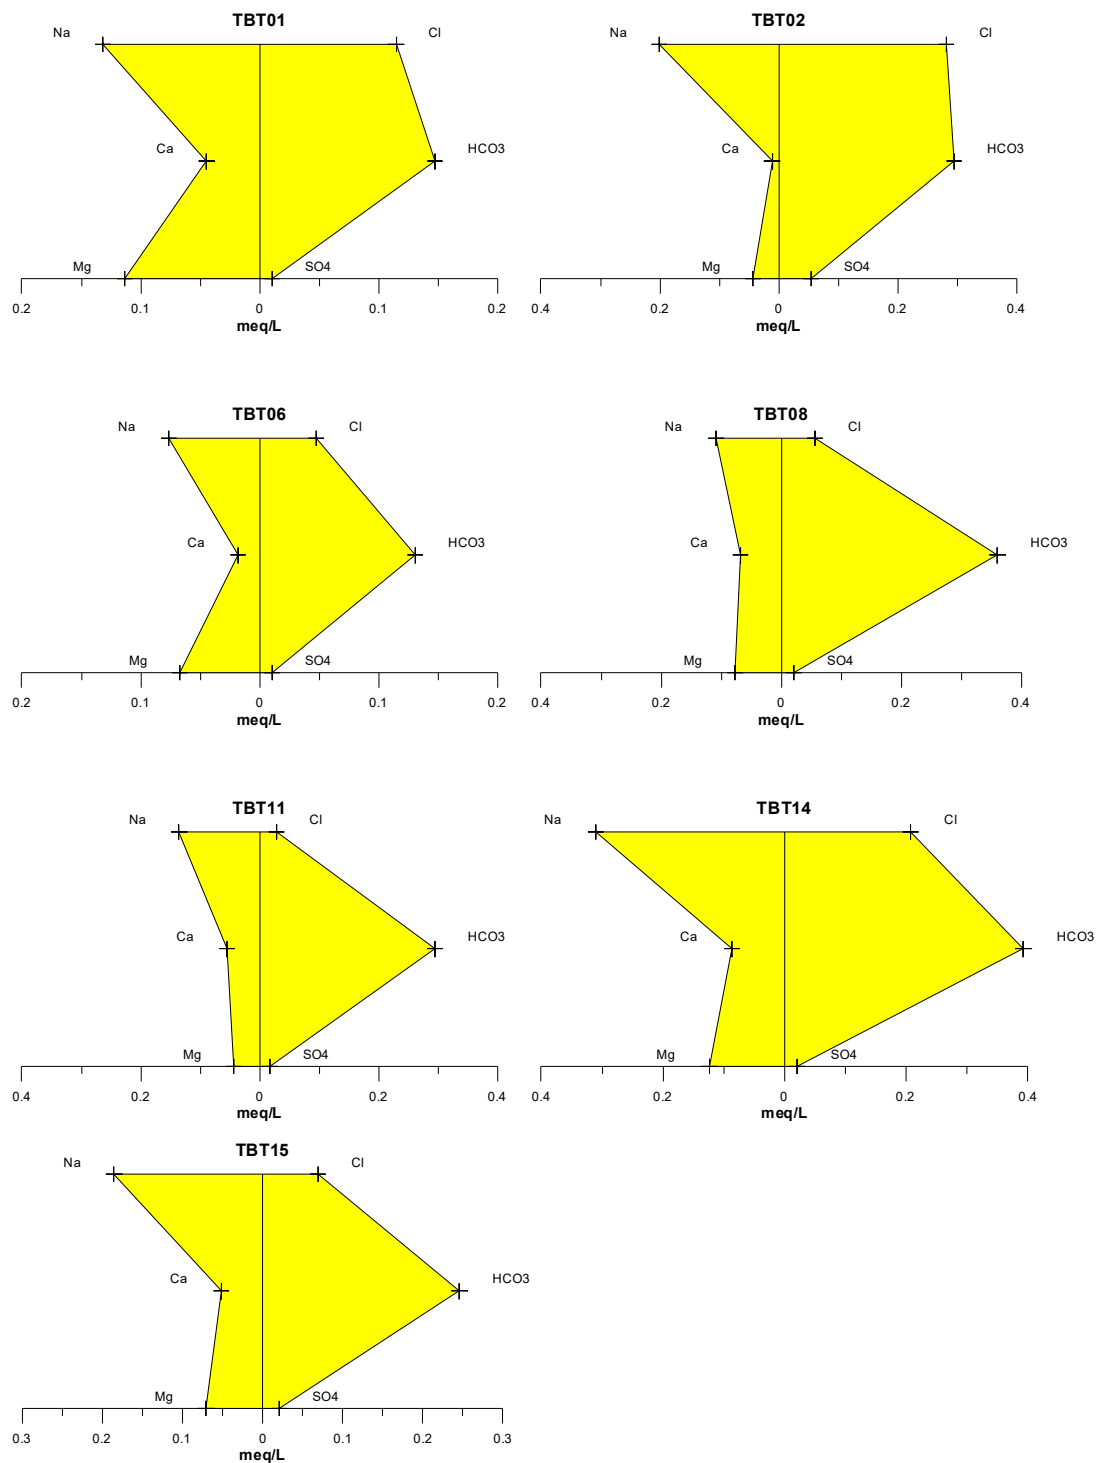 TBT01
Na Cl
Ca HCO3
Mg SO4
0.2 0.1 0 0.1 0.2
meq/L
TBT02
Na Cl
Ca HCO3
Mg SO4
0.4 0.2 0 0.2 0.4
meq/L
TBT06
Na Cl
Ca HCO3
Mg SO4
0.2 0.1 0 0.1 0.2
meq/L
TBT08
Na Cl
Ca HCO3
Mg SO4
0.4 0.2 0 0.2 0.4
meq/L
TBT11
Na Cl
Ca HCO3
Mg SO4
0.4 0.2 0 0.2 0.4
meq/L
TBT14
Na Cl
Ca HCO3
Mg SO4
0.4 0.2 0 0.2 0.4
meq/L
TBT15
Na Cl
Ca HCO3
Mg SO4
0.3 0.2 0.1 0 0.1 0.2 0.3
meq/L